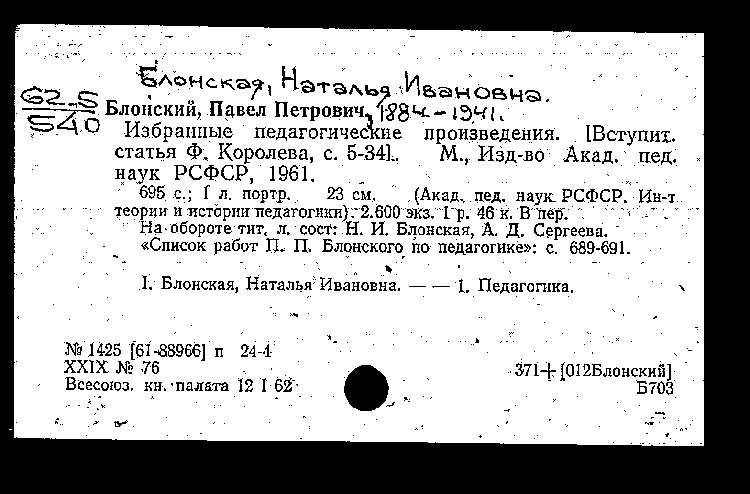 Блонская, Наталья Ивановна.
62-5
540
Блонский, Павел Петрович, 1884-1941.
Избранные педагогические произведения. [Вступит.
статья Ф. Королева, с. 5-34]. М., Изд-во Акад. пед.
наук РСФСР, 1961.
695 с.; 1 л. портр. 23 см. (Акад. пед. наук РСФСР. Ин-т
теории и истории педагогики). 2.600 экз. 1 р. 46 к. В пер.
На обороте тит. л. сост: Н. И. Блонская, А. Д. Сергеева.
«Список работ П. П. Блонского по педагогике»: с. 689-691.
I. Блонская, Наталья Ивановна. — — 1. Педагогика.
№ 1425 [61-88966] п 24-4
XXIX № 76
Всесоюз. кн. палата 12 I 62
371+[012Блонский]
Б703